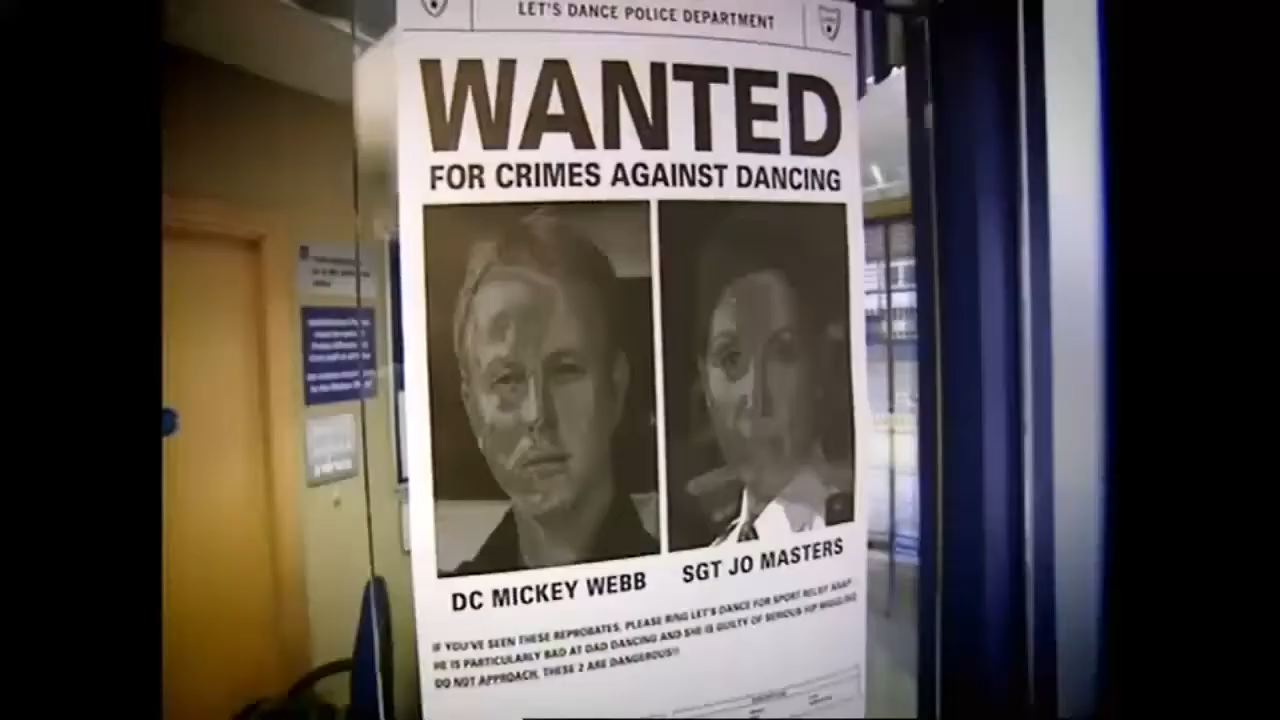 LET'S DANCE POLICE DEPARTMENT
WANTED
FOR CRIMES AGAINST DANCING
DC MICKEY WEBB
SGT JO MASTERS
IF YOU'VE SEEN THESE REPROBATES, PLEASE RING LET'S DANCE FOR SPORT RELIEF ASAP
HE IS PARTICULARLY BAD AT DAD DANCING AND SHE IS GUILTY OF SERIOUS HIP WIGGLING
DO NOT APPROACH, THESE 2 ARE DANGEROUS!!